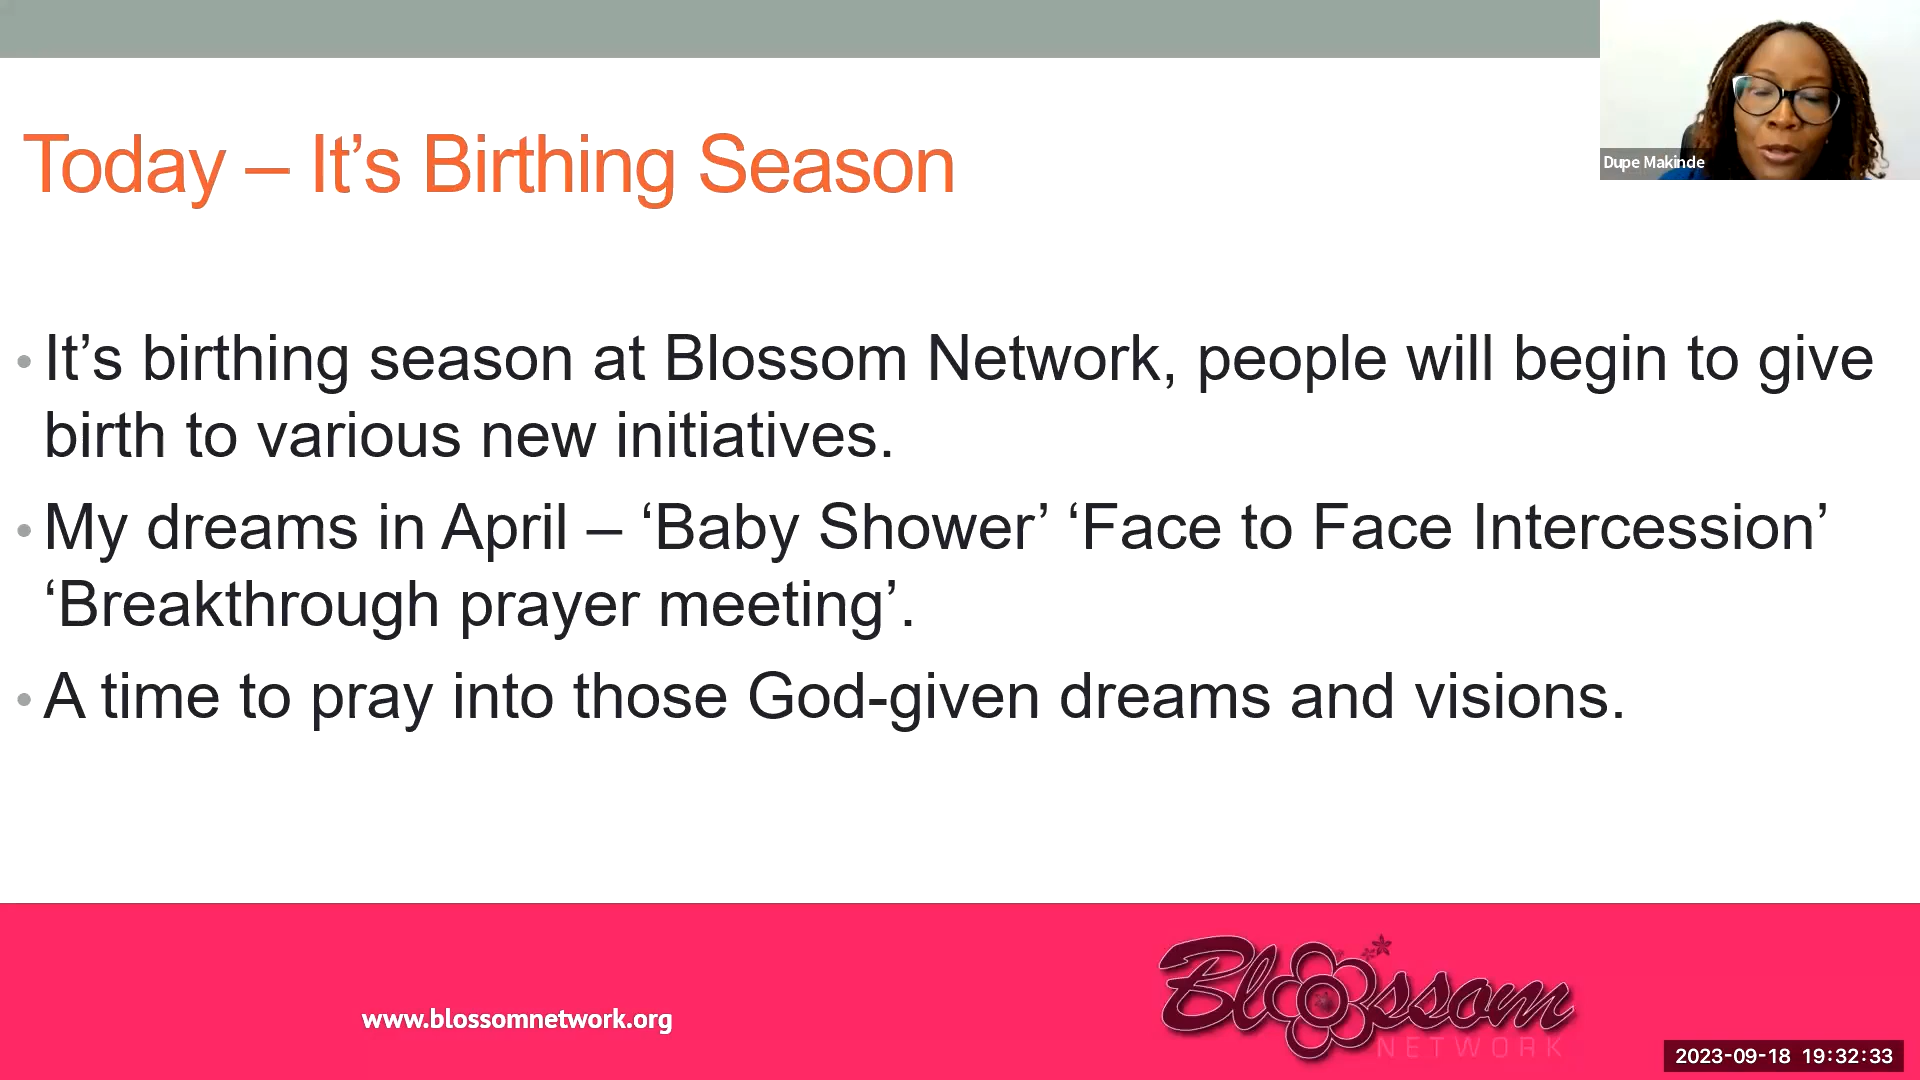 Dupe Makinde
Today – It’s Birthing Season
• It’s birthing season at Blossom Network, people will begin to give
birth to various new initiatives.
• My dreams in April – ‘Baby Shower’ ‘Face to Face Intercession’
‘Breakthrough prayer meeting’.
• A time to pray into those God-given dreams and visions.
www.blossomnetwork.org
Blossom
NETWORK
2023-09-18 19:32:33